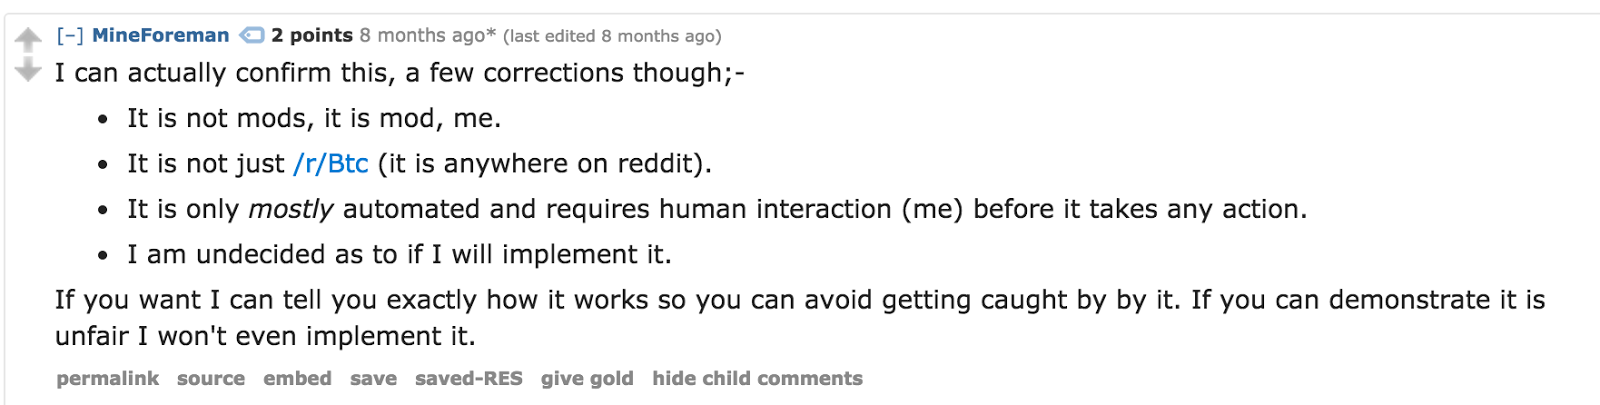 [-] MineForeman 2 points 8 months ago* (last edited 8 months ago)
I can actually confirm this, a few corrections though;-
• It is not mods, it is mod, me.
• It is not just /r/Btc (it is anywhere on reddit).
• It is only mostly automated and requires human interaction (me) before it takes any action.
• I am undecided as to if I will implement it.
If you want I can tell you exactly how it works so you can avoid getting caught by by it. If you can demonstrate it is
unfair I won't even implement it.
permalink source embed save saved-RES give gold hide child comments